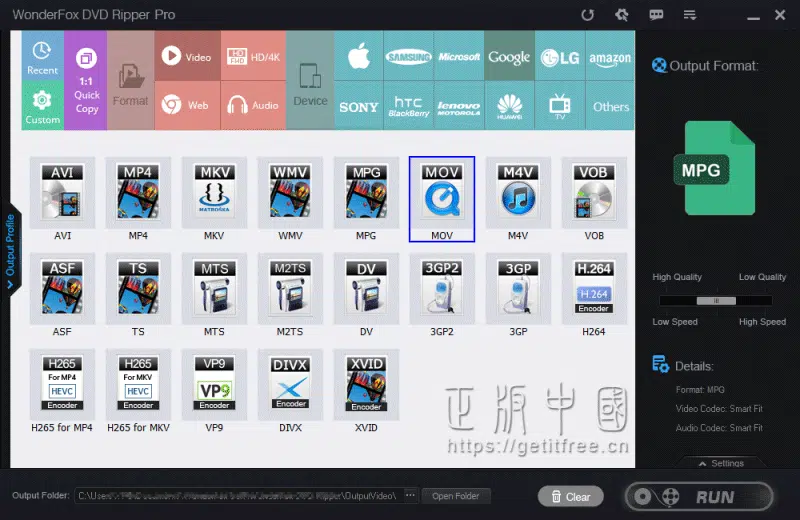 WonderFox DVD Ripper Pro
Recent
Custom
1:1
Quick
Copy
Format
Video
HD/4K
Web
Audio
Device
SAMSUNG
Microsoft
Google
LG
amazon
SONY
hTC
BlackBerry
lenovo
MOTOROLA
HUAWEI
TV
Others
Output Profile
AVI
MP4
MKV
MATROŠKA
WMV
MPG
MOV
M4V
VOB
AVI
MP4
MKV
WMV
MPG
MOV
M4V
VOB
ASF
TS
MTS
M2TS
DV
3GP2
3GP
H.264
H.264
Encoder
ASF
TS
MTS
M2TS
DV
3GP2
3GP
H264
H265
For MP4
HEVC
Encoder
H265
For MKV
HEVC
Encoder
VP9
VP9
Encoder
DIVX
Encoder
XVID
Encoder
H265 for MP4
H265 for MKV
VP9
DIVX
XVID
正版中國
https://getitfree.cn
Output Format:
MPG
High Quality
Low Quality
Low Speed
High Speed
Details:
Format: MPG
Video Codec: Smart Fit
Audio Codec: Smart Fit
Settings
Output Folder:
C:\Users\ DVD Ripper\OutputVideo\
...
Open Folder
Clear
RUN